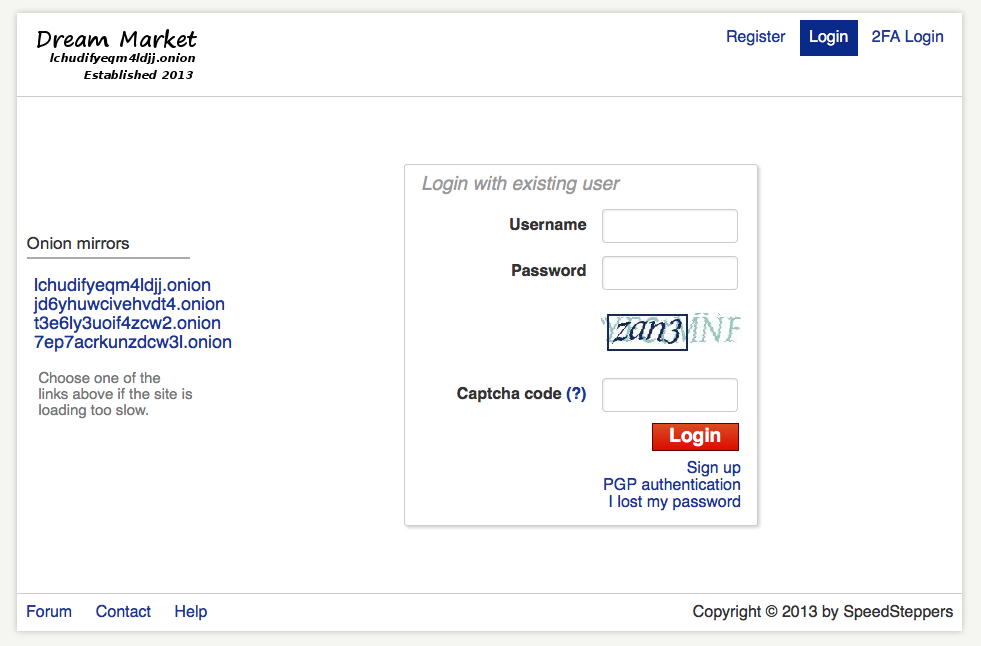 Dream Market
lchudifyeqm4ldjj.onion
Established 2013
Register Login 2FA Login
Login with existing user
Username
Password
zan3
Captcha code (?)
Login
Sign up
PGP authentication
I lost my password
Onion mirrors
lchudifyeqm4ldjj.onion
jd6yhuwcivehvdt4.onion
t3e6ly3uoif4zcw2.onion
7ep7acrkunzdcw3l.onion
Choose one of the
links above if the site is
loading too slow.
Forum Contact Help
Copyright © 2013 by SpeedSteppers